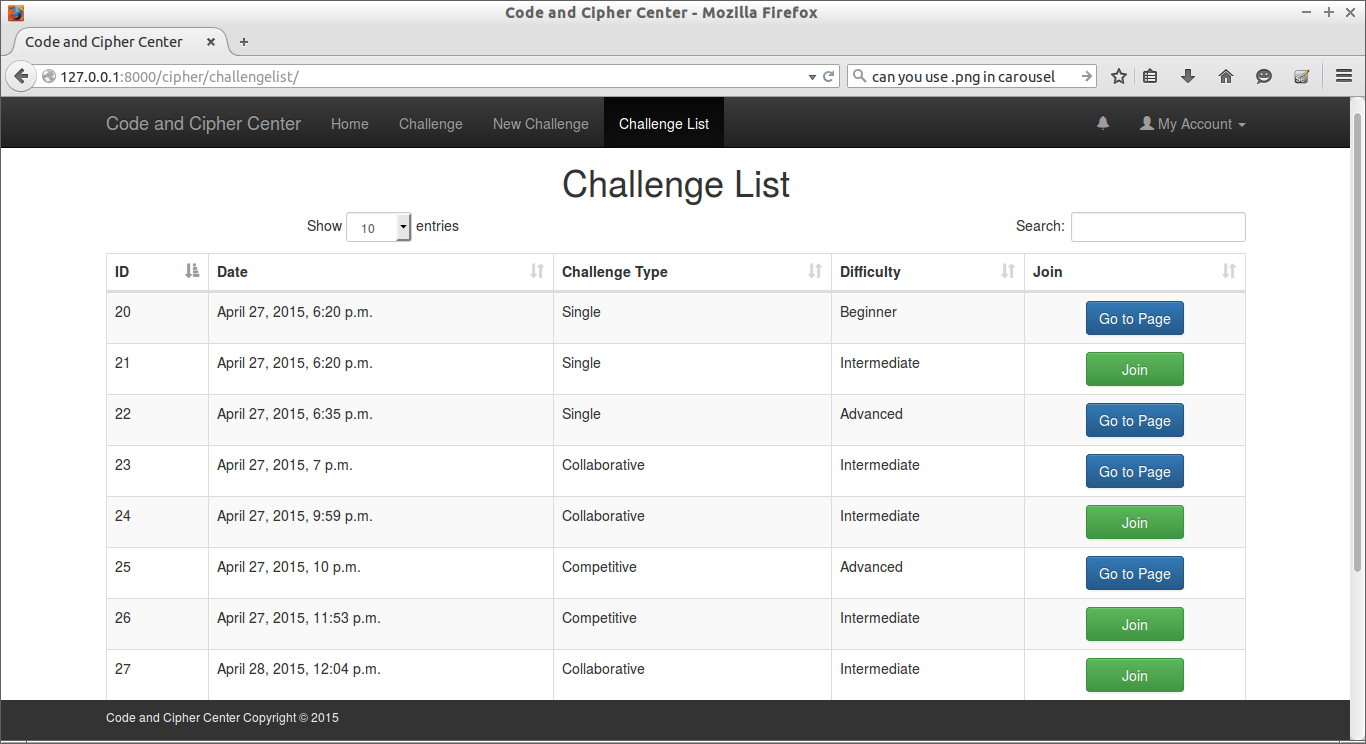 Code and Cipher Center - Mozilla Firefox
Code and Cipher Center
127.0.0.1:8000/cipher/challengelist/ can you use .png in carousel
Code and Cipher Center Home Challenge New Challenge Challenge List My Account
Challenge List
Show 10 entries Search:
ID Date Challenge Type Difficulty Join
20 April 27, 2015, 6:20 p.m. Single Beginner Go to Page
21 April 27, 2015, 6:20 p.m. Single Intermediate Join
22 April 27, 2015, 6:35 p.m. Single Advanced Go to Page
23 April 27, 2015, 7 p.m. Collaborative Intermediate Go to Page
24 April 27, 2015, 9:59 p.m. Collaborative Intermediate Join
25 April 27, 2015, 10 p.m. Competitive Advanced Go to Page
26 April 27, 2015, 11:53 p.m. Competitive Intermediate Join
27 April 28, 2015, 12:04 p.m. Collaborative Intermediate Join
Code and Cipher Center Copyright © 2015